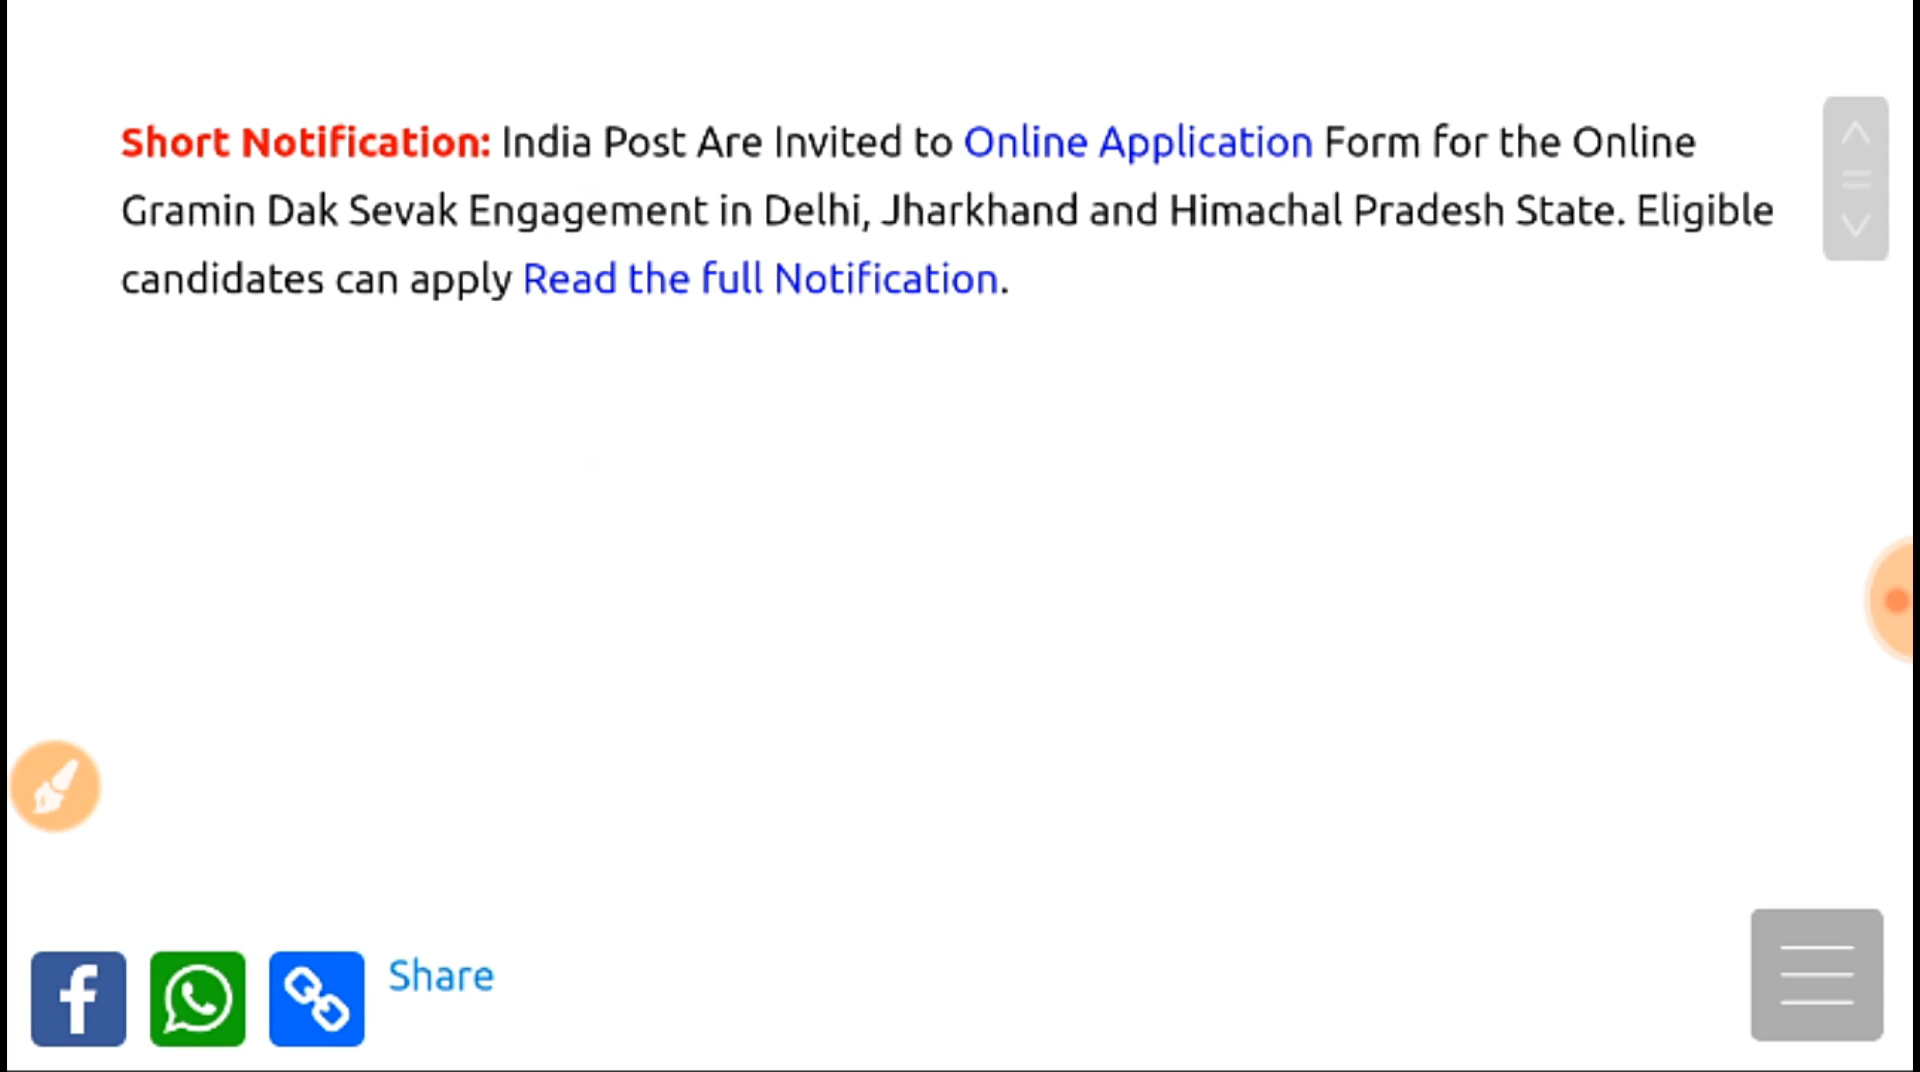 Short Notification: India Post Are Invited to Online Application Form for the Online
Gramin Dak Sevak Engagement in Delhi, Jharkhand and Himachal Pradesh State. Eligible
candidates can apply Read the full Notification.
Share